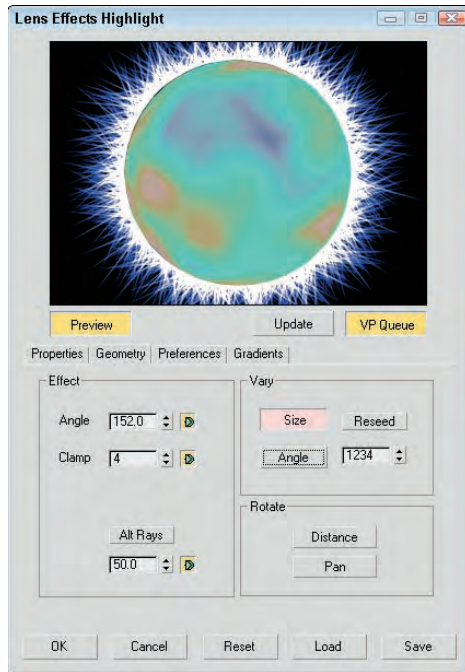 Lens Effects Highlight
Preview
Update
VP Queue
Properties
Geometry
Preferences
Gradients
Effect
Angle
152.0
Clamp
4
Alt Rays
50.0
Vary
Size
Reseed
Angle
1234
Rotate
Distance
Pan
OK
Cancel
Reset
Load
Save